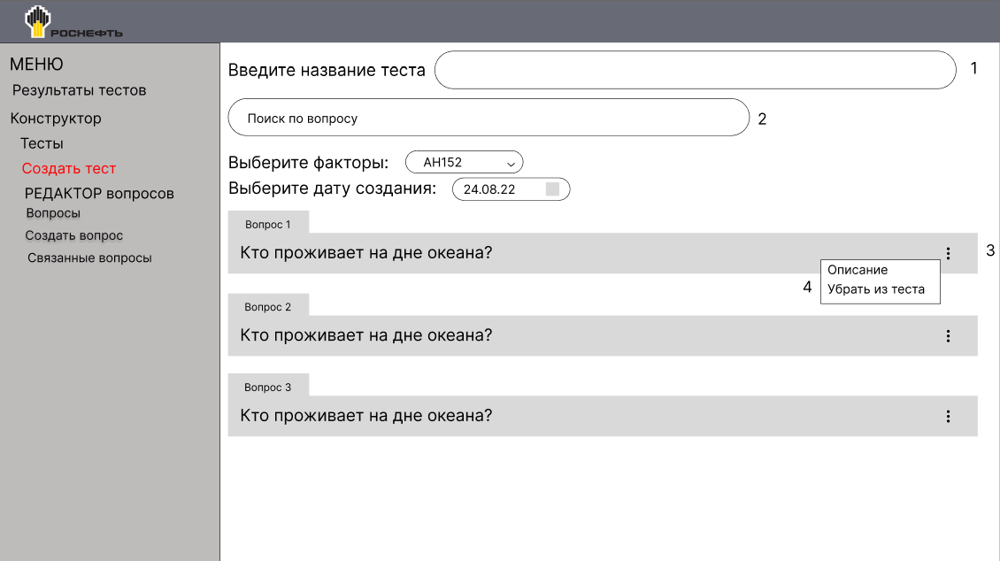 РОСНЕФТЬ
МЕНЮ
Результаты тестов
Конструктор
Тесты
Создать тест
РЕДАКТОР вопросов
Вопросы
Создать вопрос
Связанные вопросы
Введите название теста 1
Поиск по вопросу 2
Выберите факторы: АН152
Выберите дату создания: 24.08.22
Вопрос 1
Кто проживает на дне океана? 3
Описание
4 Убрать из теста
Вопрос 2
Кто проживает на дне океана?
Вопрос 3
Кто проживает на дне океана?